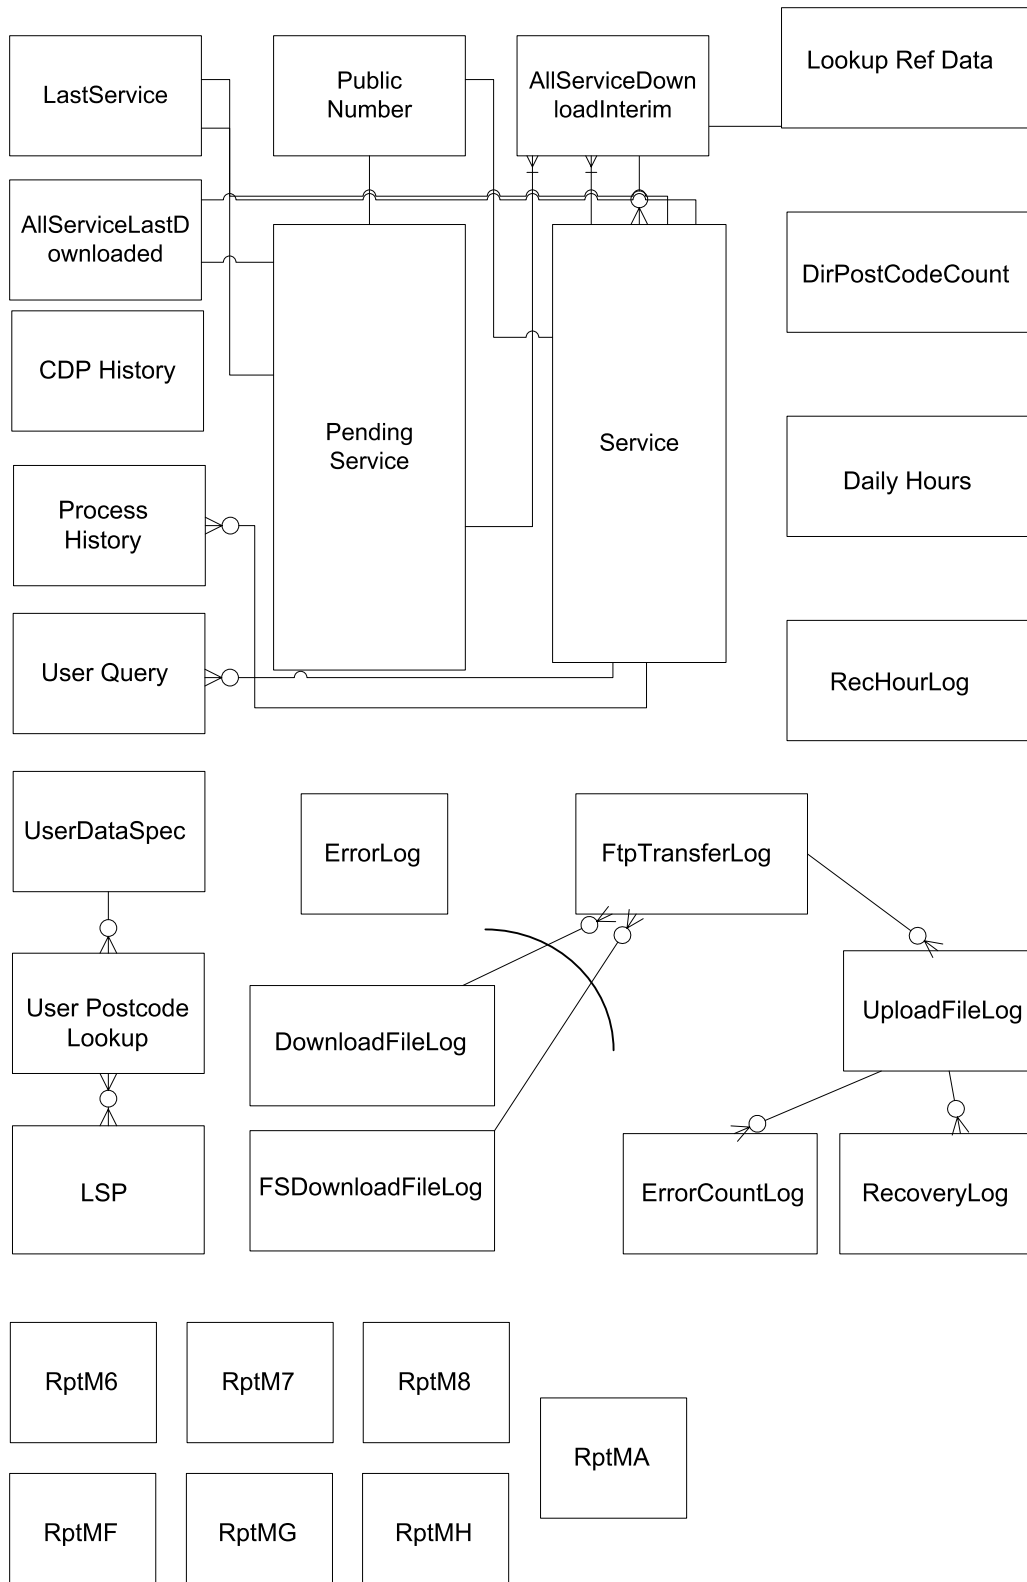 LastService
Public
Number
AllServiceDown
loadInterim
Lookup Ref Data
AllServiceLastD
ownloaded
DirPostCodeCount
CDP History
Pending
Service
Service
Daily Hours
Process
History
User Query
RecHourLog
UserDataSpec
ErrorLog
FtpTransferLog
User Postcode
Lookup
DownloadFileLog
UploadFileLog
LSP
FSDownloadFileLog
ErrorCountLog
RecoveryLog
RptM6
RptM7
RptM8
RptMA
RptMF
RptMG
RptMH